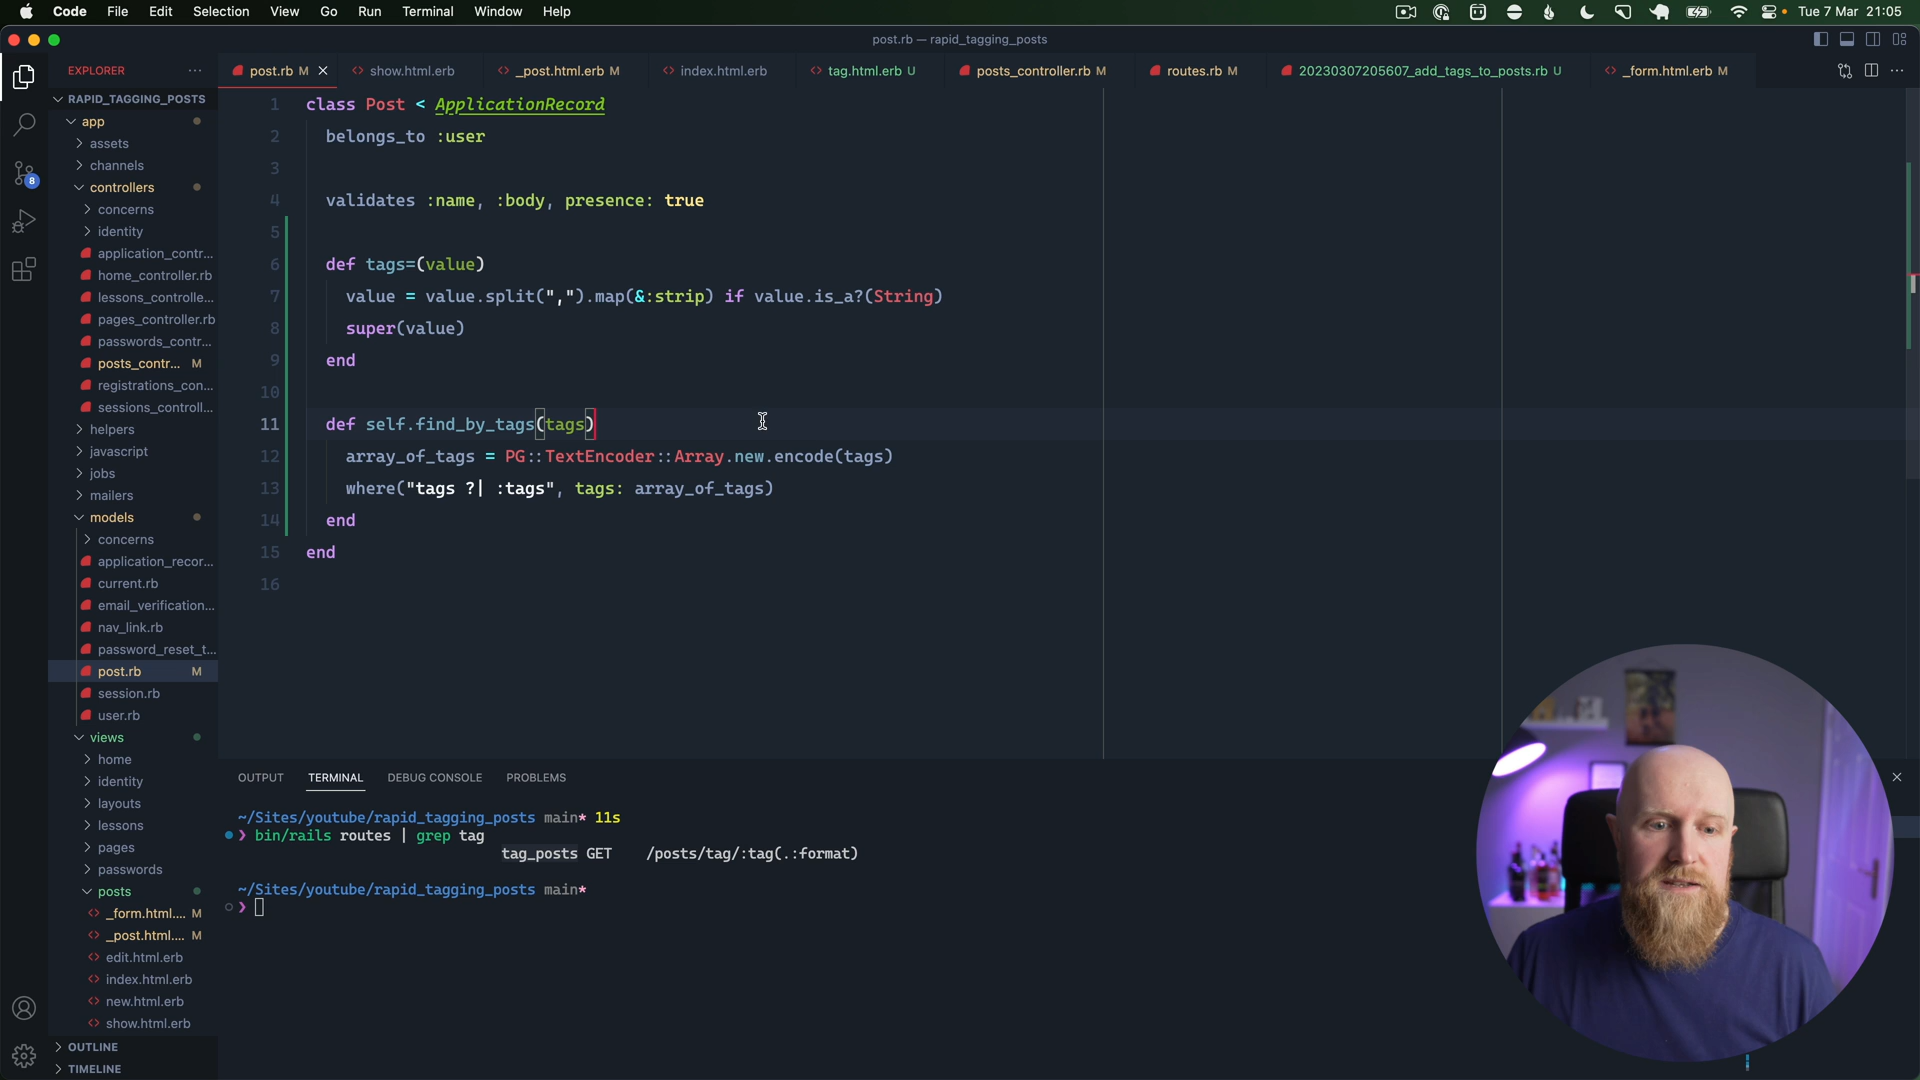 Code File Edit Selection View Go Run Terminal Window Help Tue 7 Mar 21:05
post.rb — rapid_tagging_posts
EXPLORER
post.rb M
show.html.erb
_post.html.erb M
index.html.erb
tag.html.erb U
posts_controller.rb M
routes.rb M
20230307205607_add_tags_to_posts.rb U
_form.html.erb M
RAPID_TAGGING_POSTS
app
assets
channels
controllers
concerns
identity
application_contr...
home_controller.rb
lessons_controlle...
pages_controller.rb
passwords_contr...
posts_contr... M
registrations_con...
sessions_controll...
helpers
javascript
jobs
mailers
models
concerns
application_recor...
current.rb
email_verification...
nav_link.rb
password_reset_t...
post.rb M
session.rb
user.rb
views
home
identity
layouts
lessons
pages
passwords
posts
_form.html.... M
_post.html.... M
edit.html.erb
index.html.erb
new.html.erb
show.html.erb
OUTLINE
TIMELINE
8
1 class Post < ApplicationRecord
2 belongs_to :user
3
4 validates :name, :body, presence: true
5
6 def tags=(value)
7 value = value.split(",").map(&:strip) if value.is_a?(String)
8 super(value)
9 end
10
11 def self.find_by_tags(tags)
12 array_of_tags = PG::TextEncoder::Array.new.encode(tags)
13 where("tags ?| :tags", tags: array_of_tags)
14 end
15 end
16
OUTPUT TERMINAL DEBUG CONSOLE PROBLEMS
~/Sites/youtube/rapid_tagging_posts main* 11s
❯ bin/rails routes | grep tag
tag_posts GET /posts/tag/:tag(.:format)
~/Sites/youtube/rapid_tagging_posts main*
❯